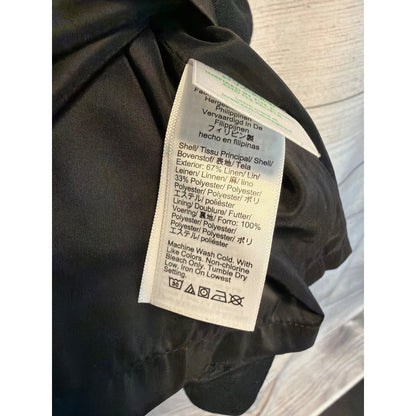 Hergesteld
Philippinen
Vervaardigd In De
Filippijnen
フィリピン製
hecho en filipinas
Shell/ Tissu Principal/ Shell/
Bovenstof/ 表地/ Tela
Exterior: 67% Linen/ Lin/
Leinen/ Linnen/ 麻/ lino
33% Polyester/ Polyester/
Polyester/ Polyester/ ポリ
エステル/ poliéster
Lining/ Doublure/ Futter/
Voering/ 裏地/ Forro: 100%
Polyester/ Polyester/
Polyester/ Polyester/ ポリ
エステル/ poliéster
Machine Wash Cold. With
Like Colors. Non-chlorine
Bleach Only. Tumble Dry
Low, Iron On Lowest
Setting.